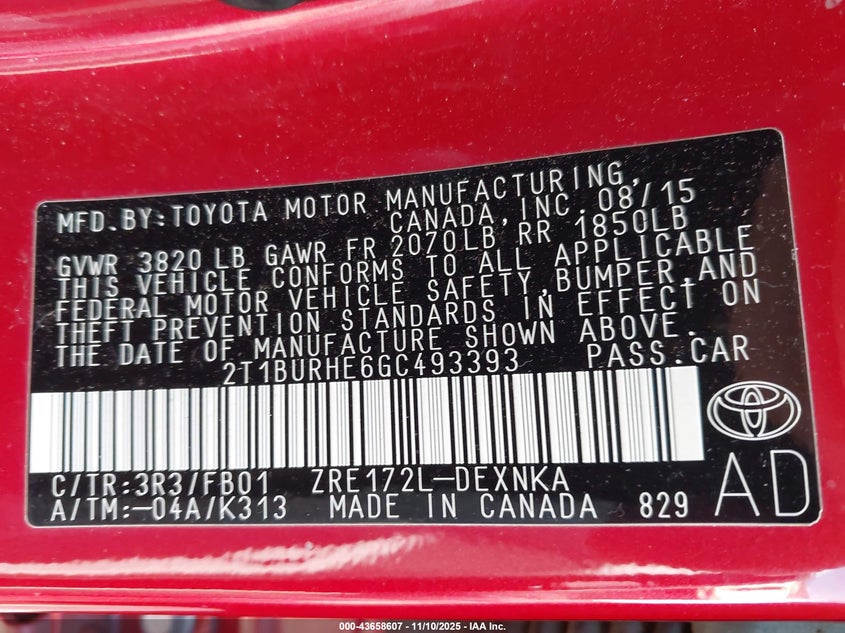 MFD.BY:TOYOTA MOTOR MANUFACTURING,
CANADA,INC. 08/15
GVWR 3820 LB GAWR FR 2070LB RR 1850LB
THIS VEHICLE CONFORMS TO ALL APPLICABLE
FEDERAL MOTOR VEHICLE SAFETY,BUMPER,AND
THEFT PREVENTION STANDARDS IN EFFECT ON
THE DATE OF MANUFACTURE SHOWN ABOVE.
2T1BURHE6GC493393 PASS.CAR
C/TR:3R3/FB01 ZRE172L-DEXNKA
A/TM:-04A/K313 MADE IN CANADA 829
AD
000-43658607 - 11/10/2025 - IAA Inc.